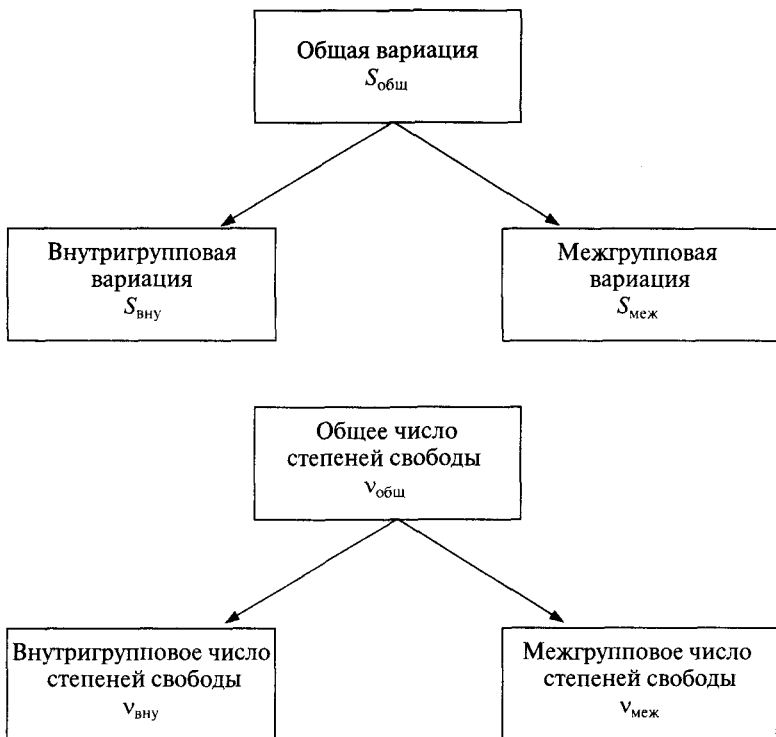 Общая вариация
Sобщ
Внутригрупповая
вариация
Sвну
Межгрупповая
вариация
Sмеж
Общее число
степеней свободы
νобщ
Внутригрупповое число
степеней свободы
νвну
Межгрупповое число
степеней свободы
νмеж